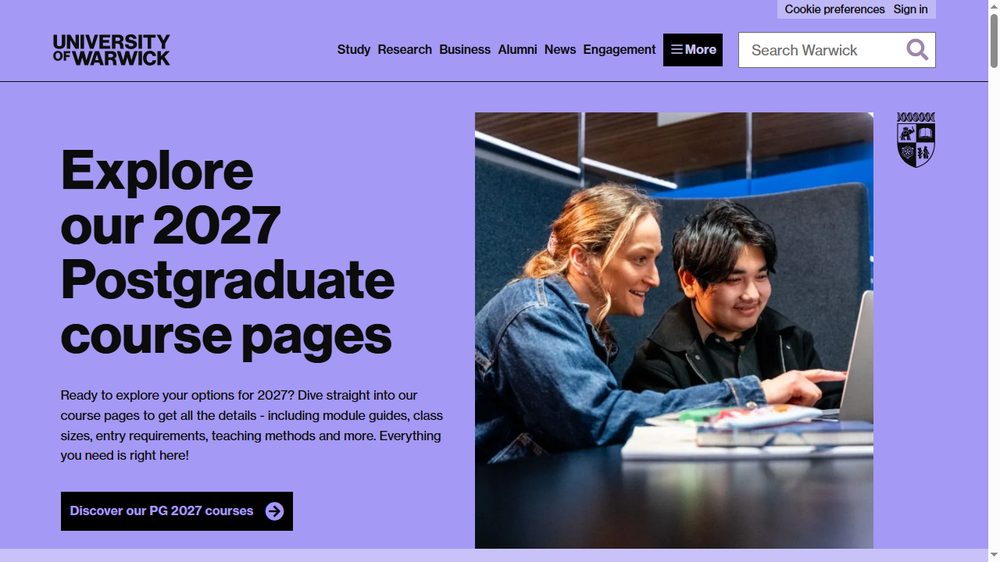 Cookie preferences Sign in
UNIVERSITY
OF WARWICK
Study Research Business Alumni News Engagement More
Search Warwick
Explore
our 2027
Postgraduate
course pages
Ready to explore your options for 2027? Dive straight into our
course pages to get all the details - including module guides, class
sizes, entry requirements, teaching methods and more. Everything
you need is right here!
Discover our PG 2027 courses